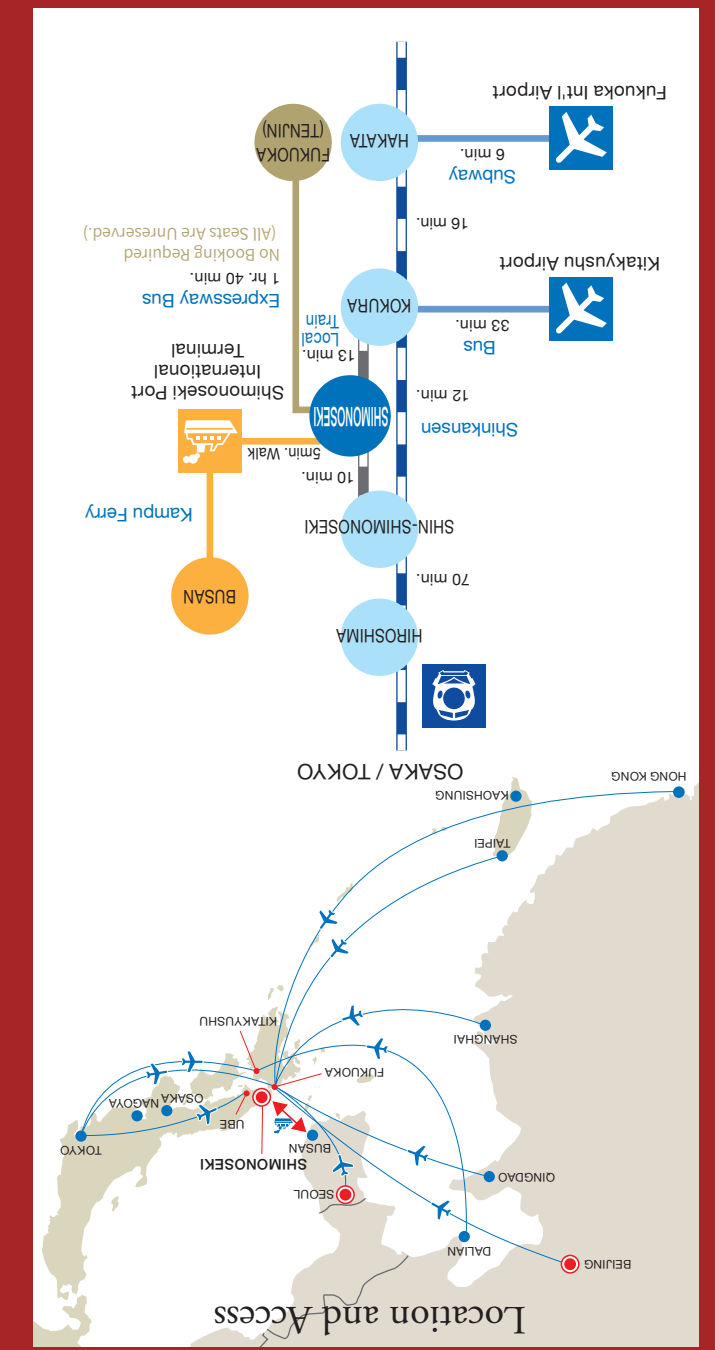 Location and Access
BEIJING
DALIAN
QINGDAO
SEOUL
SHIMONOSEKI
BUSAN
TOKYO
UBE
NAGOYA
OSAKA
FUKUOKA
SHANGHAI
KITAKYUSHU
TAIPEI
KAOHSIUNG
HONG KONG
OSAKA / TOKYO
HIROSHIMA
BUSAN
70 min.
SHIN-SHIMONOSEKI
Kampu Ferry
10 min.
5min. Walk
Shinkansen
SHIMONOSEKI
Shimonoseki Port
International
Terminal
12 min.
13 min.
Local
Train
Bus
33 min.
KOKURA
Expressway Bus
1 hr. 40 min.
No Booking Required
(All Seats Are Unreserved.)
Kitakyushu Airport
16 min.
Subway
6 min.
HAKATA
FUKUOKA
(TENJIN)
Fukuoka Int'l Airport